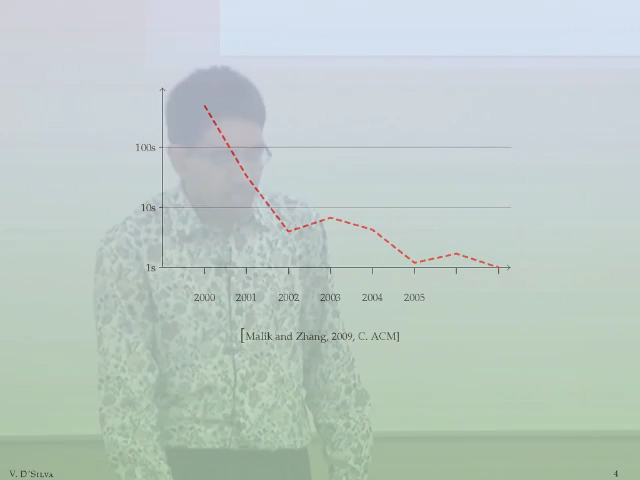 100s
10s
1s
2000 2001 2002 2003 2004 2005
[Malik and Zhang, 2009, C. ACM]
V. D'Silva 4